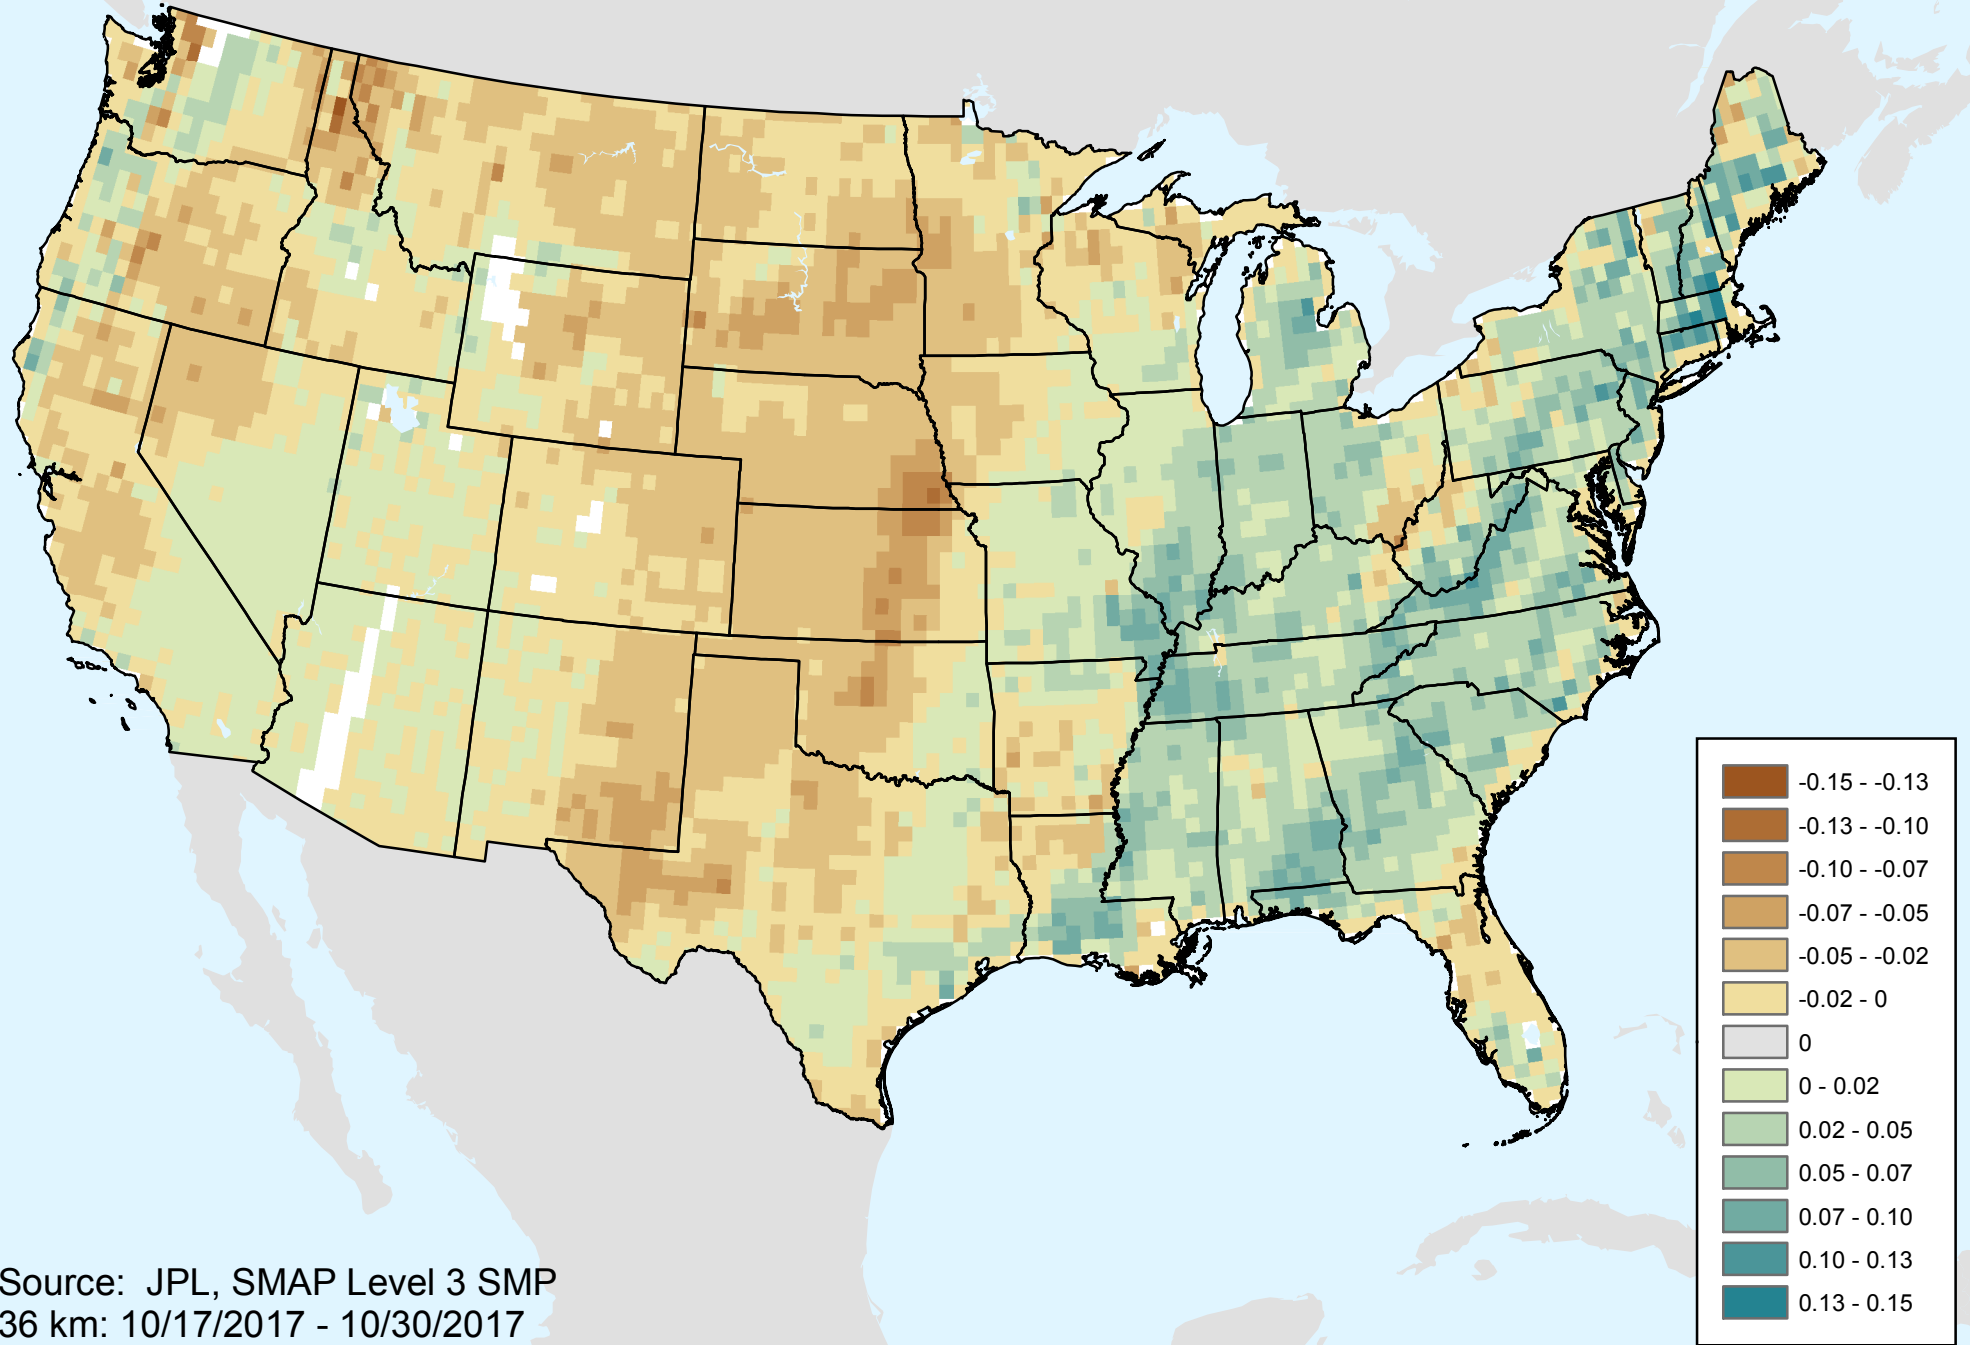 -0.15 - -0.13
-0.13 - -0.10
-0.10 - -0.07
-0.07 - -0.05
-0.05 - -0.02
-0.02 - 0
0
0 - 0.02
0.02 - 0.05
0.05 - 0.07
0.07 - 0.10
0.10 - 0.13
0.13 - 0.15
Source: JPL, SMAP Level 3 SMP
36 km: 10/17/2017 - 10/30/2017